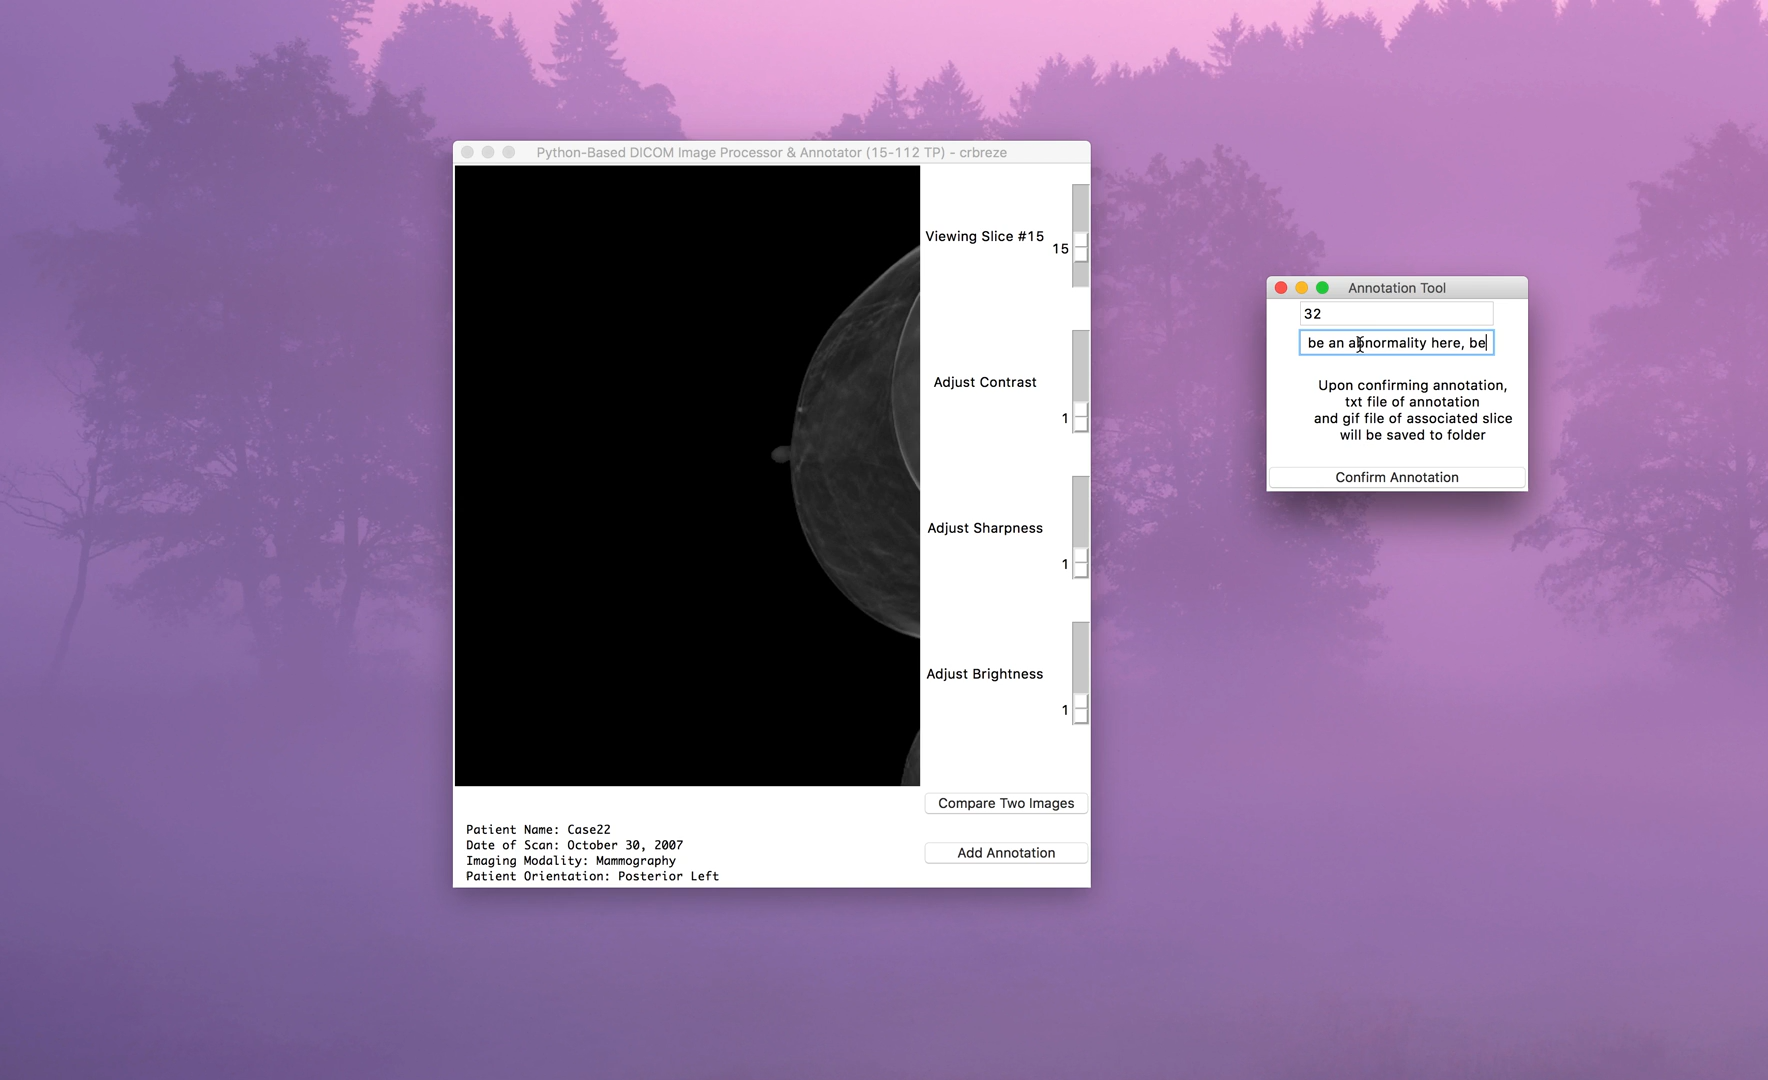 Python-Based DICOM Image Processor & Annotator (15-112 TP) - crbreze
Viewing Slice #15
15
Adjust Contrast
1
Adjust Sharpness
1
Adjust Brightness
1
Compare Two Images
Add Annotation
Patient Name: Case22
Date of Scan: October 30, 2007
Imaging Modality: Mammography
Patient Orientation: Posterior Left
Annotation Tool
32
be an abnormality here, be
Upon confirming annotation,
txt file of annotation
and gif file of associated slice
will be saved to folder
Confirm Annotation